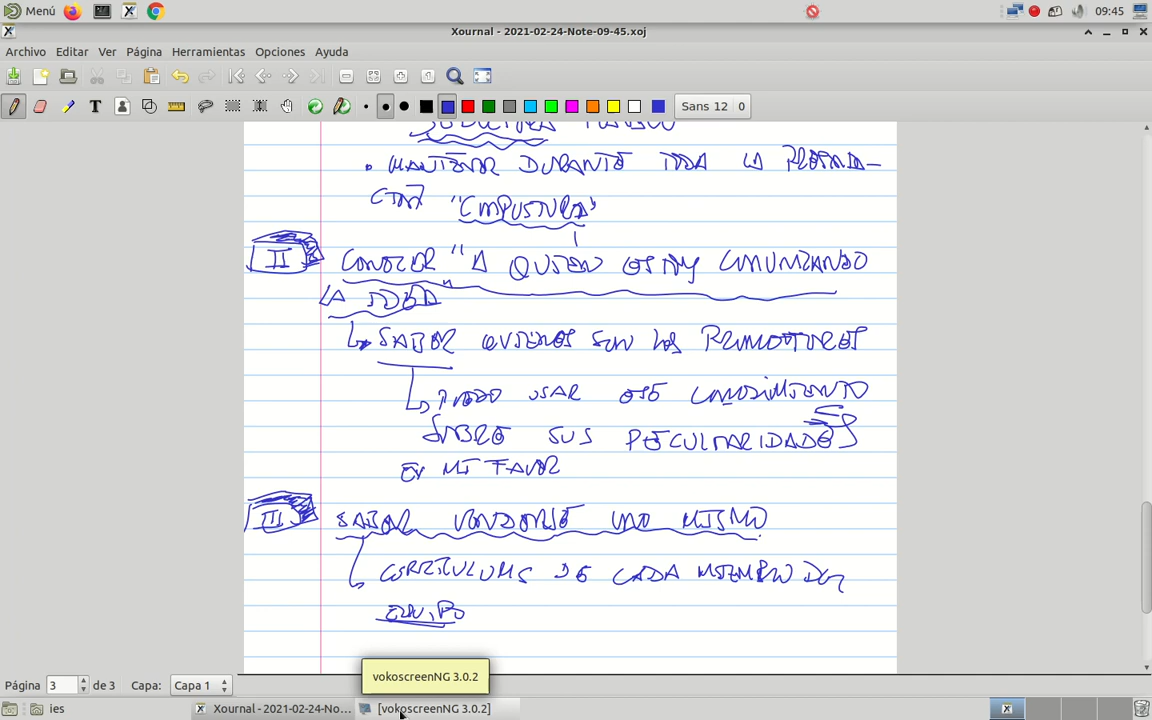 Menú 09:45
Xournal - 2021-02-24-Note-09-45.xoj
Archivo Editar Ver Página Herramientas Opciones Ayuda
Sans 12 0
• MANTENER DURANTE TODA LA PRESENTA-
CIÓN "COMPOSTURA"
II CONOCER "A QUIEN ESTOY COMUNICANDO
LA IDEA"
SABER QUIENES SON LOS PROMOTORES
PUEDO USAR ESE CONOCIMIENTO
SOBRE SUS PECULIARIDADES
EN MI FAVOR
III SABER VENDERSE UNO MISMO
CURRICULUMS DE CADA MIEMBRO DEL
EQUIPO
vokoscreenNG 3.0.2
Página 3 de 3 Capa: Capa 1
ies Xournal - 2021-02-24-No... [vokoscreenNG 3.0.2]